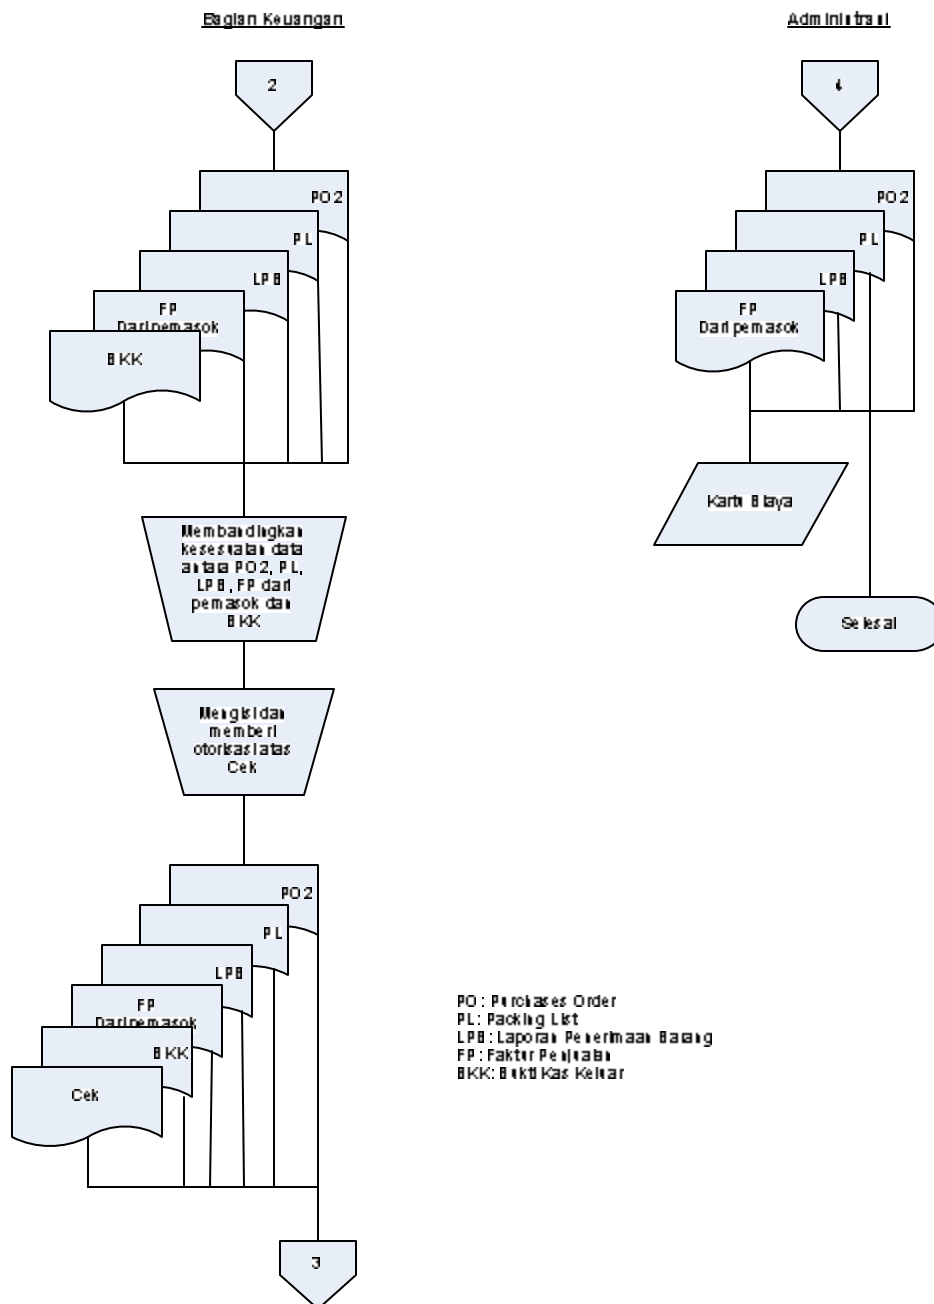 Bagian Keuangan
2
PO2
PL
LPB
FP
Dari pemasok
BKK
Membandingkan
kesesuaian data
antara PO2, PL,
LPB, FP dari
pemasok dan
BKK
Mengisi dan
memberi
otorisasi atas
Cek
PO2
PL
LPB
FP
Dari pemasok
BKK
Cek
3
Administrasi
4
PO2
PL
LPB
FP
Dari pemasok
Kartu Biaya
Selesai
PO: Purchases Order
PL: Packing List
LPB: Laporan Penerimaan Barang
FP: Faktur Penjualan
BKK: Bukti Kas Keluar